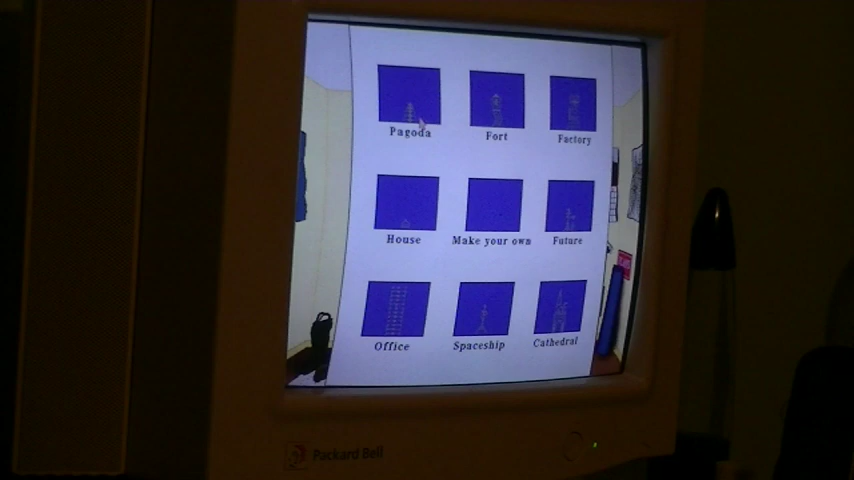 Pagoda
Fort
Factory
House
Make your own
Future
Office
Spaceship
Cathedral
Packard Bell